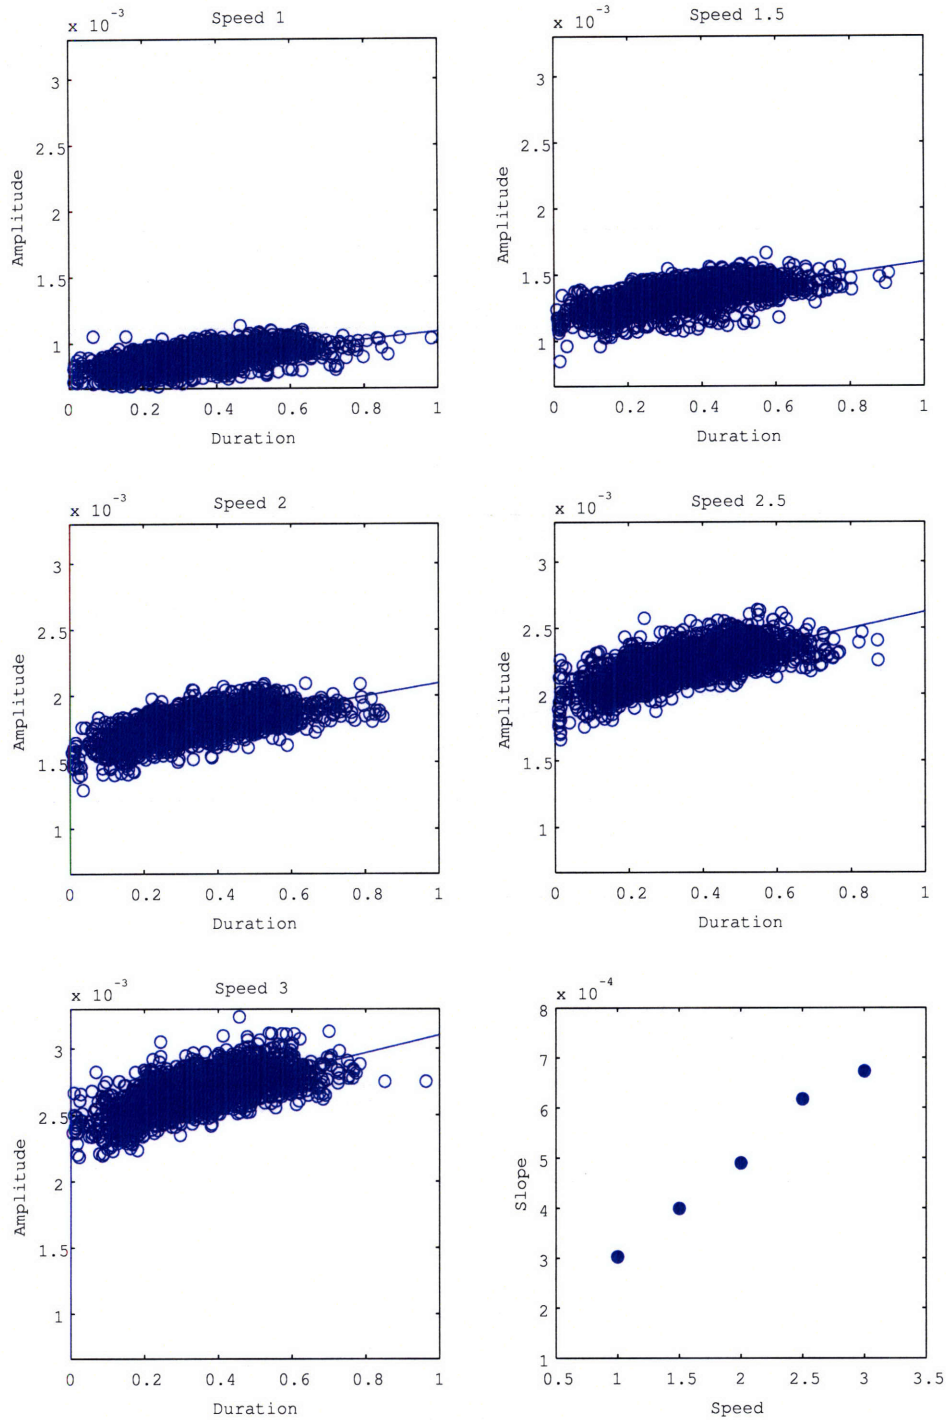 Speed 1
x 10^-3
3
2.5
2
1.5
1
Amplitude
0 0.2 0.4 0.6 0.8 1
Duration
Speed 1.5
x 10^-3
3
2.5
2
1.5
1
Amplitude
0 0.2 0.4 0.6 0.8 1
Duration
Speed 2
x 10^-3
3
2.5
2
1.5
1
Amplitude
0 0.2 0.4 0.6 0.8 1
Duration
Speed 2.5
x 10^-3
3
2.5
2
1.5
1
Amplitude
0 0.2 0.4 0.6 0.8 1
Duration
Speed 3
x 10^-3
3
2.5
2
1.5
1
Amplitude
0 0.2 0.4 0.6 0.8 1
Duration
x 10^-4
8
7
6
5
4
3
2
1
Slope
0.5 1 1.5 2 2.5 3 3.5
Speed